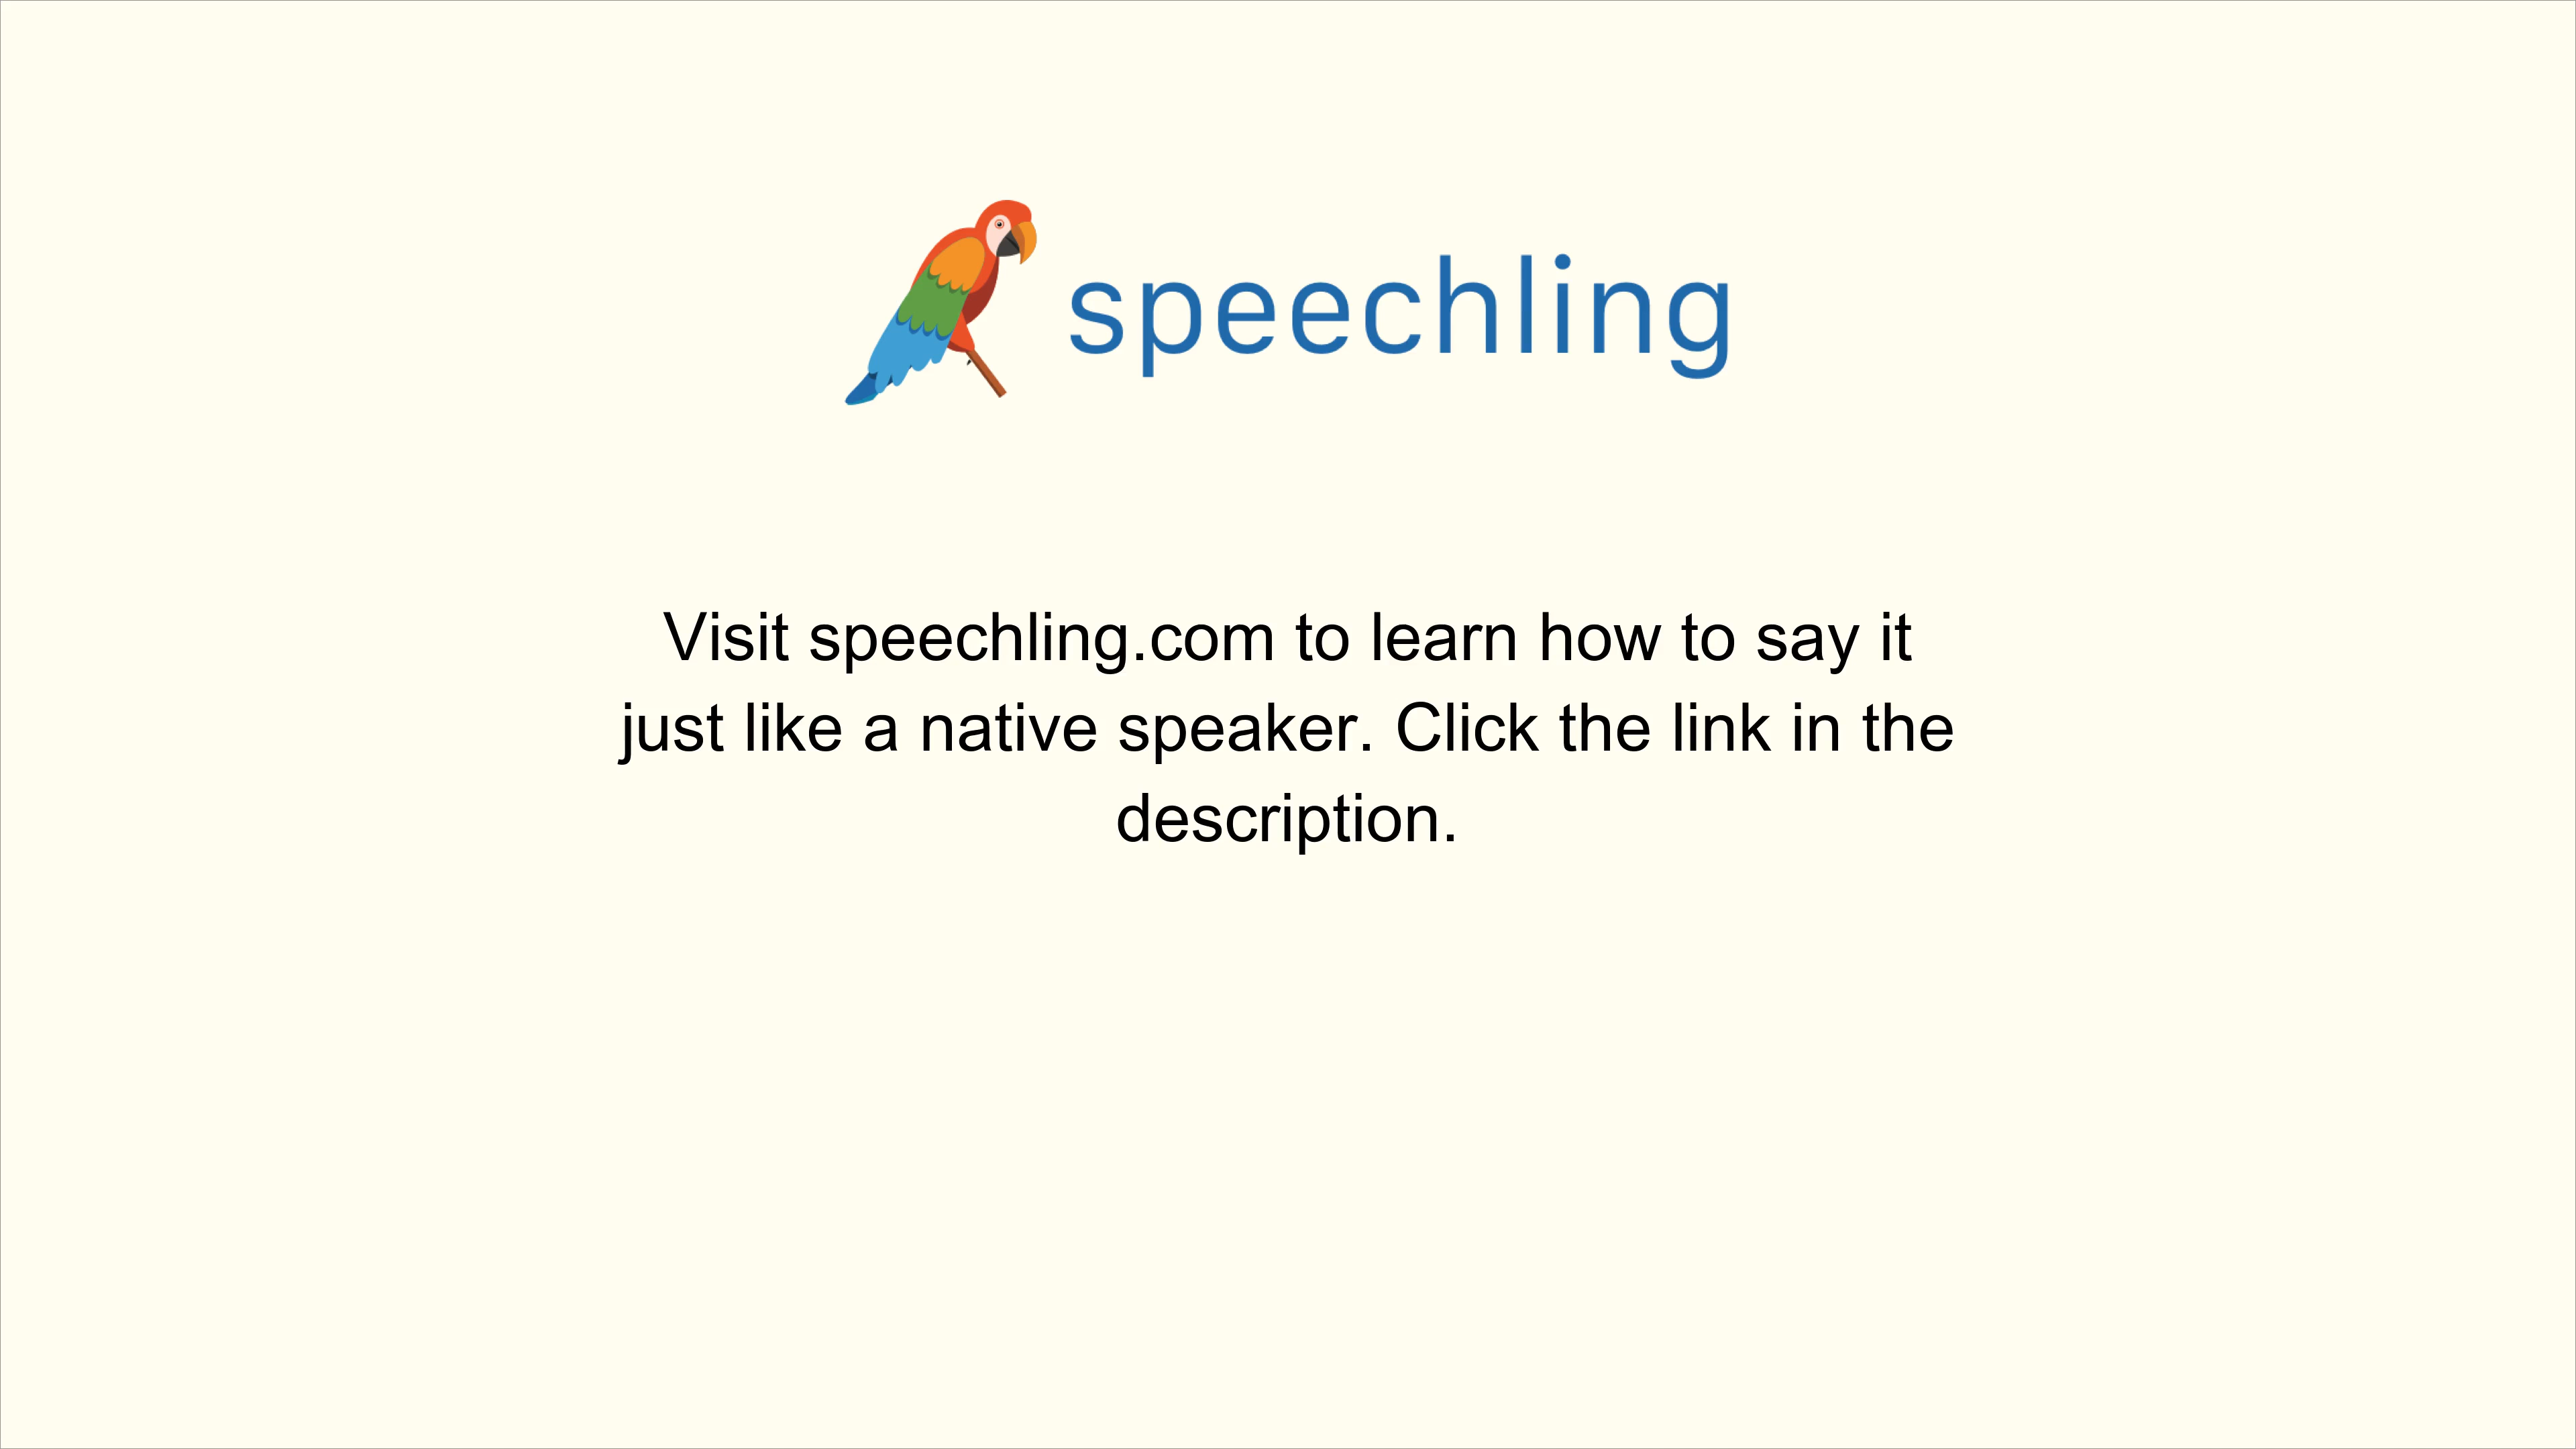 speechling
Visit speechling.com to learn how to say it
just like a native speaker. Click the link in the
description.